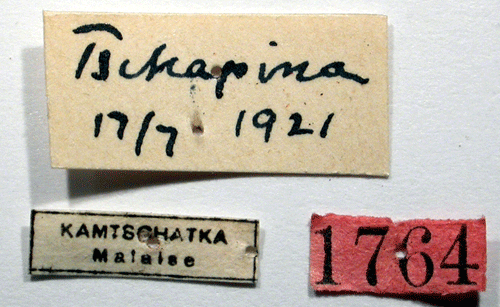 Tschapina
17/7 1921
KAMTSCHATKA
Malaise
1764